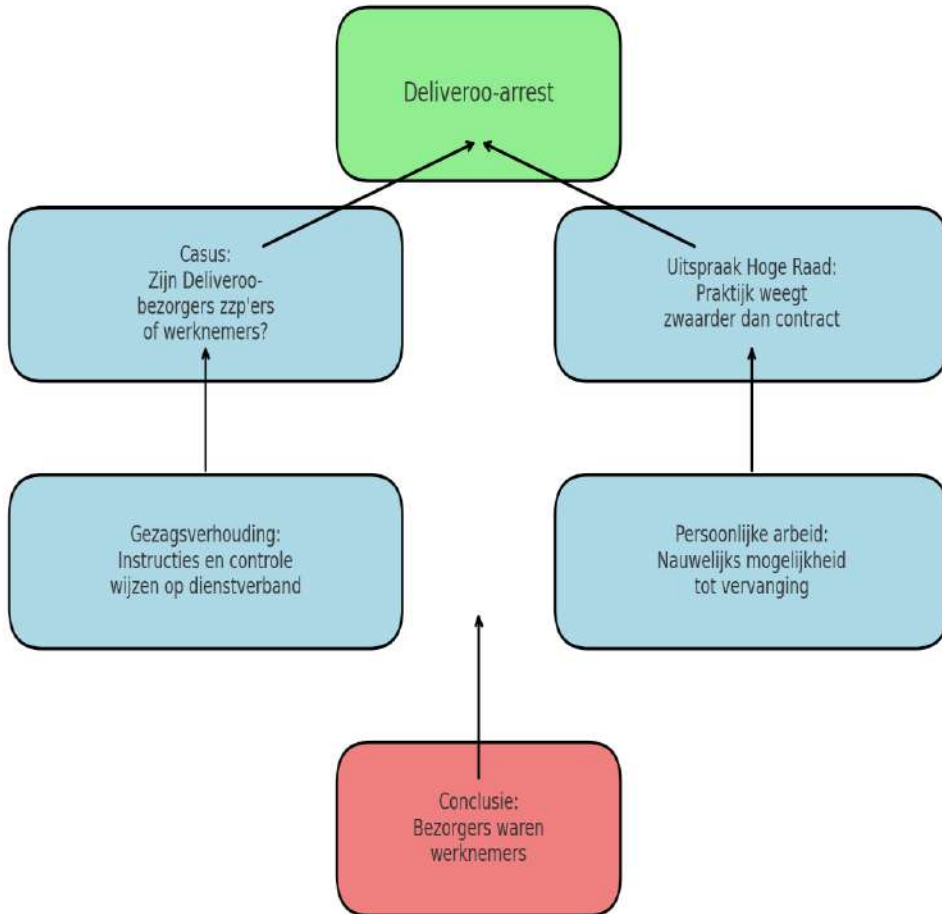 Deliveroo-arrest
Casus:
Zijn Deliveroo-
bezorgers zzp'ers
of werknemers?
Uitspraak Hoge Raad:
Praktijk weegt
zwaarder dan contract
Gezagsverhouding:
Instructies en controle
wijzen op dienstverband
Persoonlijke arbeid:
Nauwelijks mogelijkheid
tot vervanging
Conclusie:
Bezorgers waren
werknemers